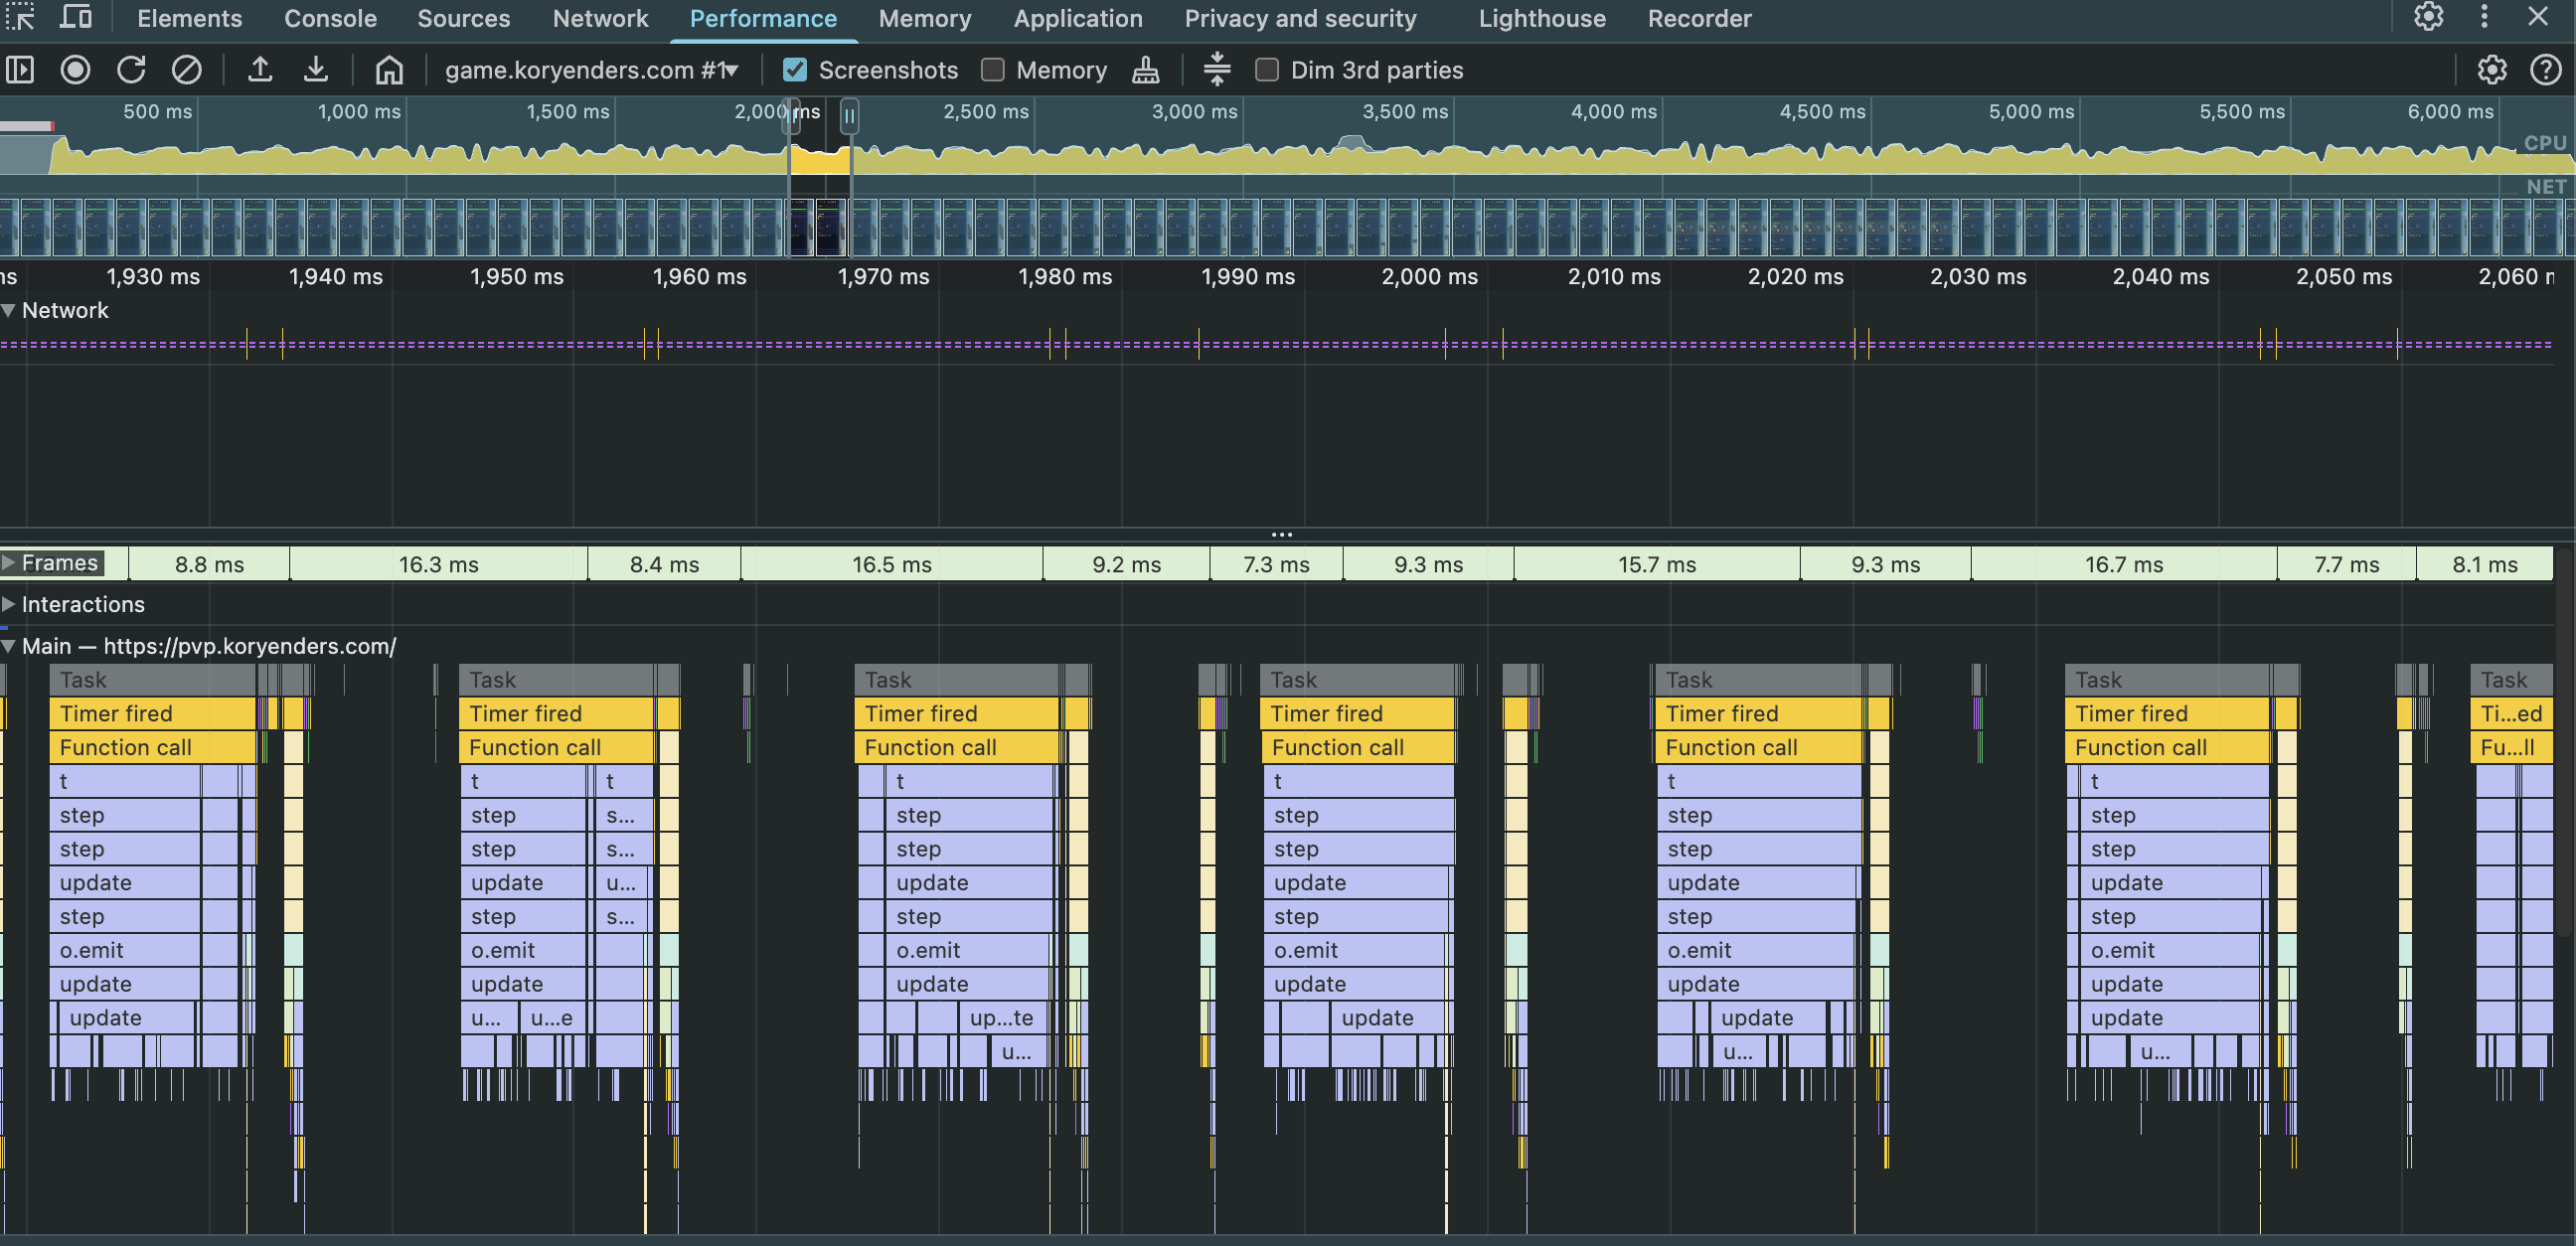 Elements Console Sources Network Performance Memory Application Privacy and security Lighthouse Recorder
game.koryenders.com #1 Screenshots Memory Dim 3rd parties
500 ms 1,000 ms 1,500 ms 2,000 ms 2,500 ms 3,000 ms 3,500 ms 4,000 ms 4,500 ms 5,000 ms 5,500 ms 6,000 ms
CPU
NET
ms 1,930 ms 1,940 ms 1,950 ms 1,960 ms 1,970 ms 1,980 ms 1,990 ms 2,000 ms 2,010 ms 2,020 ms 2,030 ms 2,040 ms 2,050 ms 2,060 m
Network
...
Frames 8.8 ms 16.3 ms 8.4 ms 16.5 ms 9.2 ms 7.3 ms 9.3 ms 15.7 ms 9.3 ms 16.7 ms 7.7 ms 8.1 ms
Interactions
Main — https://pvp.koryenders.com/
Task Task Task Task Task Task Task
Timer fired Timer fired Timer fired Timer fired Timer fired Timer fired Ti...ed
Function call Function call Function call Function call Function call Function call Fu...ll
t t t t t t t
step step s... step step step step
step step s... step step step step
update update u... update update update update
step step s... step step step step
o.emit o.emit o.emit o.emit o.emit o.emit
update update update update update update
update u... u...e up...te update update update
u... u... u...